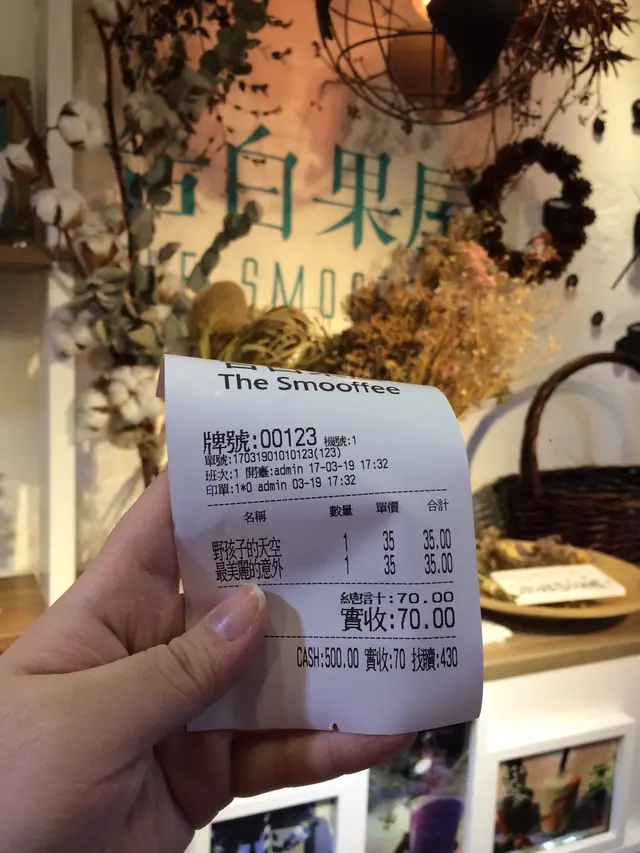 白果屋
SMOO
The Smooffee
牌號:00123 機號:1
單號:17031901010123(123)
班次:1 開臺:admin 17-03-19 17:32
印單:1*0 admin 03-19 17:32
名稱 數量 單價 合計
野孩子的天空 1 35 35.00
最美麗的意外 1 35 35.00
總計:70.00
實收:70.00
CASH:500.00 實收:70 找贖:430